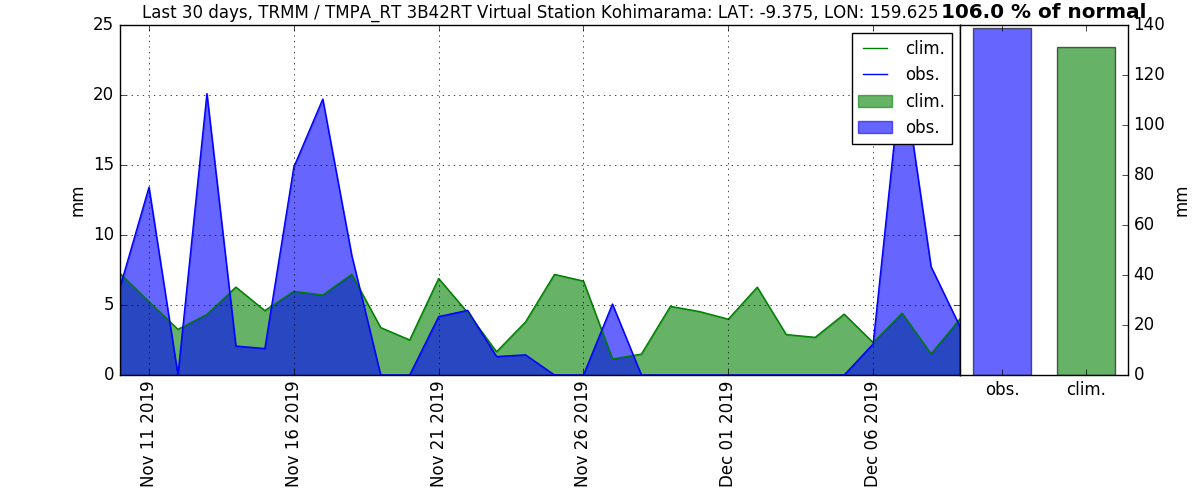 Last 30 days, TRMM / TMPA_RT 3B42RT Virtual Station Kohimarama: LAT: -9.375, LON: 159.625 106.0 % of normal
25
20
15
10
5
0
mm
clim.
obs.
clim.
obs.
Nov 11 2019
Nov 16 2019
Nov 21 2019
Nov 26 2019
Dec 01 2019
Dec 06 2019
140
120
100
80
60
40
20
0
mm
obs. clim.